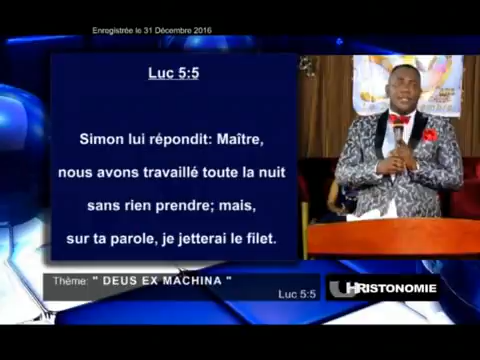 Enregistrée le 31 Décembre 2016
Luc 5:5
Simon lui répondit: Maître,
nous avons travaillé toute la nuit
sans rien prendre; mais,
sur ta parole, je jetterai le filet.
Thème: " DEUS EX MACHINA "
Luc 5:5
HRISTONOMIE